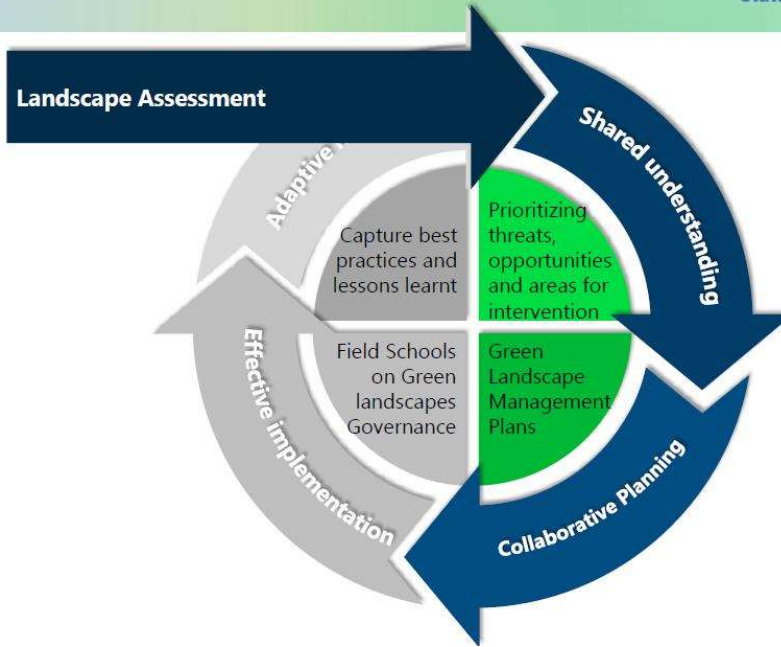 Landscape Assessment
Shared understanding
Adaptive
Capture best
practices and
lessons learnt
Prioritizing
threats,
opportunities
and areas for
intervention
Field Schools
on Green
landscapes
Governance
Green
Landscape
Management
Plans
Effective implementation
Collaborative Planning